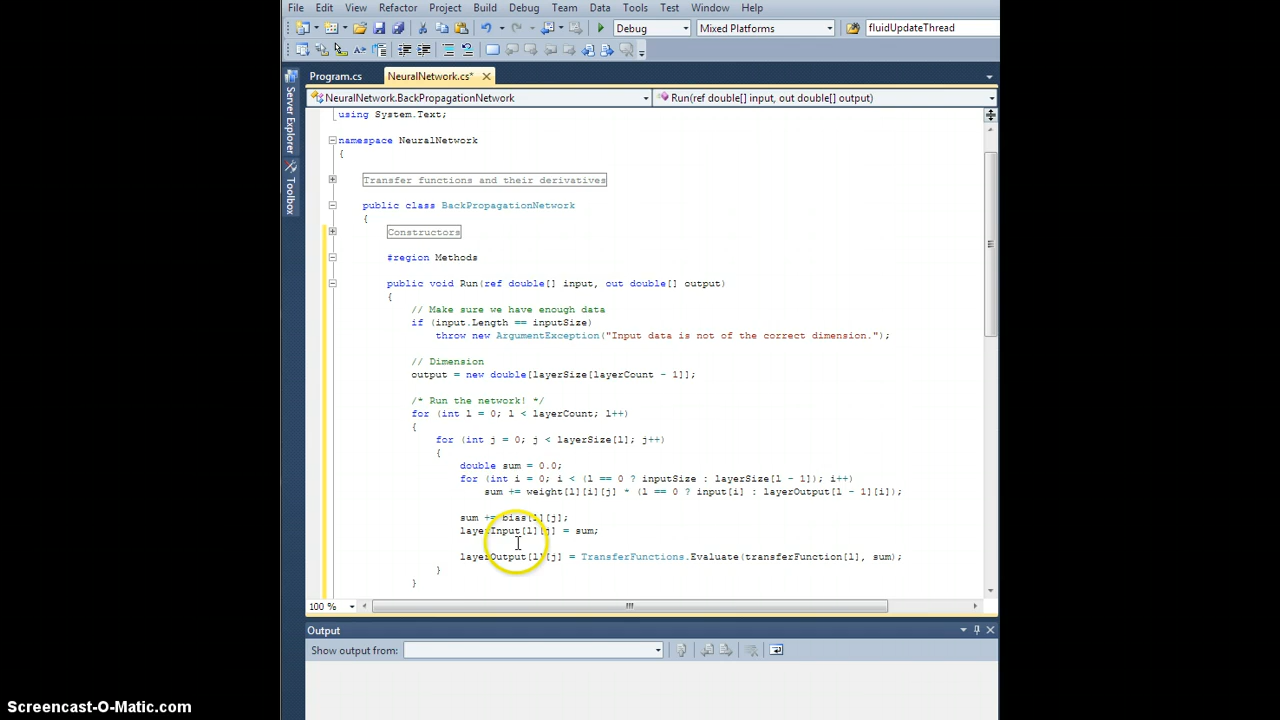 File Edit View Refactor Project Build Debug Team Data Tools Test Window Help
Debug Mixed Platforms fluidUpdateThread
Program.cs NeuralNetwork.cs*
NeuralNetwork.BackPropagationNetwork Run(ref double[] input, out double[] output)
Server Explorer
Toolbox
using System.Text;
namespace NeuralNetwork
{
Transfer functions and their derivatives
public class BackPropagationNetwork
{
Constructors
#region Methods
public void Run(ref double[] input, out double[] output)
{
// Make sure we have enough data
if (input.Length == inputSize)
throw new ArgumentException("Input data is not of the correct dimension.");
// Dimension
output = new double[layerSize[layerCount - 1]];
/* Run the network! */
for (int l = 0; l < layerCount; l++)
{
for (int j = 0; j < layerSize[l]; j++)
{
double sum = 0.0;
for (int i = 0; i < (l == 0 ? inputSize : layerSize[l - 1]); i++)
sum += weight[l][i][j] * (l == 0 ? input[i] : layerOutput[l - 1][i]);
sum += bias[l][j];
layerInput[l][j] = sum;
layerOutput[l][j] = TransferFunctions.Evaluate(transferFunction[l], sum);
}
}
100 %
Output
Show output from:
Screencast-O-Matic.com